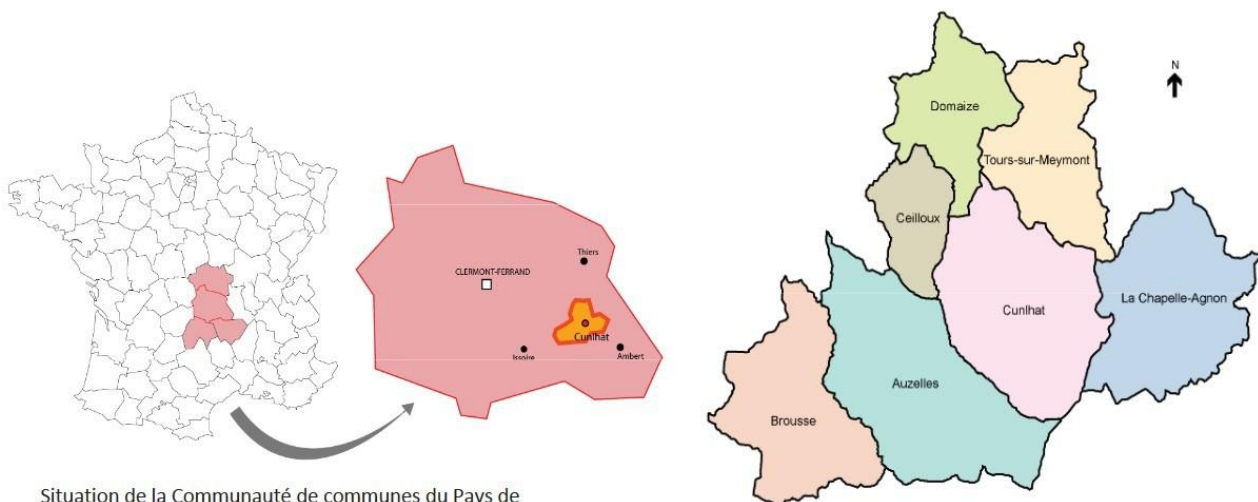 Thiers
CLERMONT-FERRAND
Cunlhat
Issoire
Ambert
Situation de la Communauté de communes du Pays de
N
Domaize
Tours-sur-Meymont
Ceilloux
Cunlhat
La Chapelle-Agnon
Auzelles
Brousse